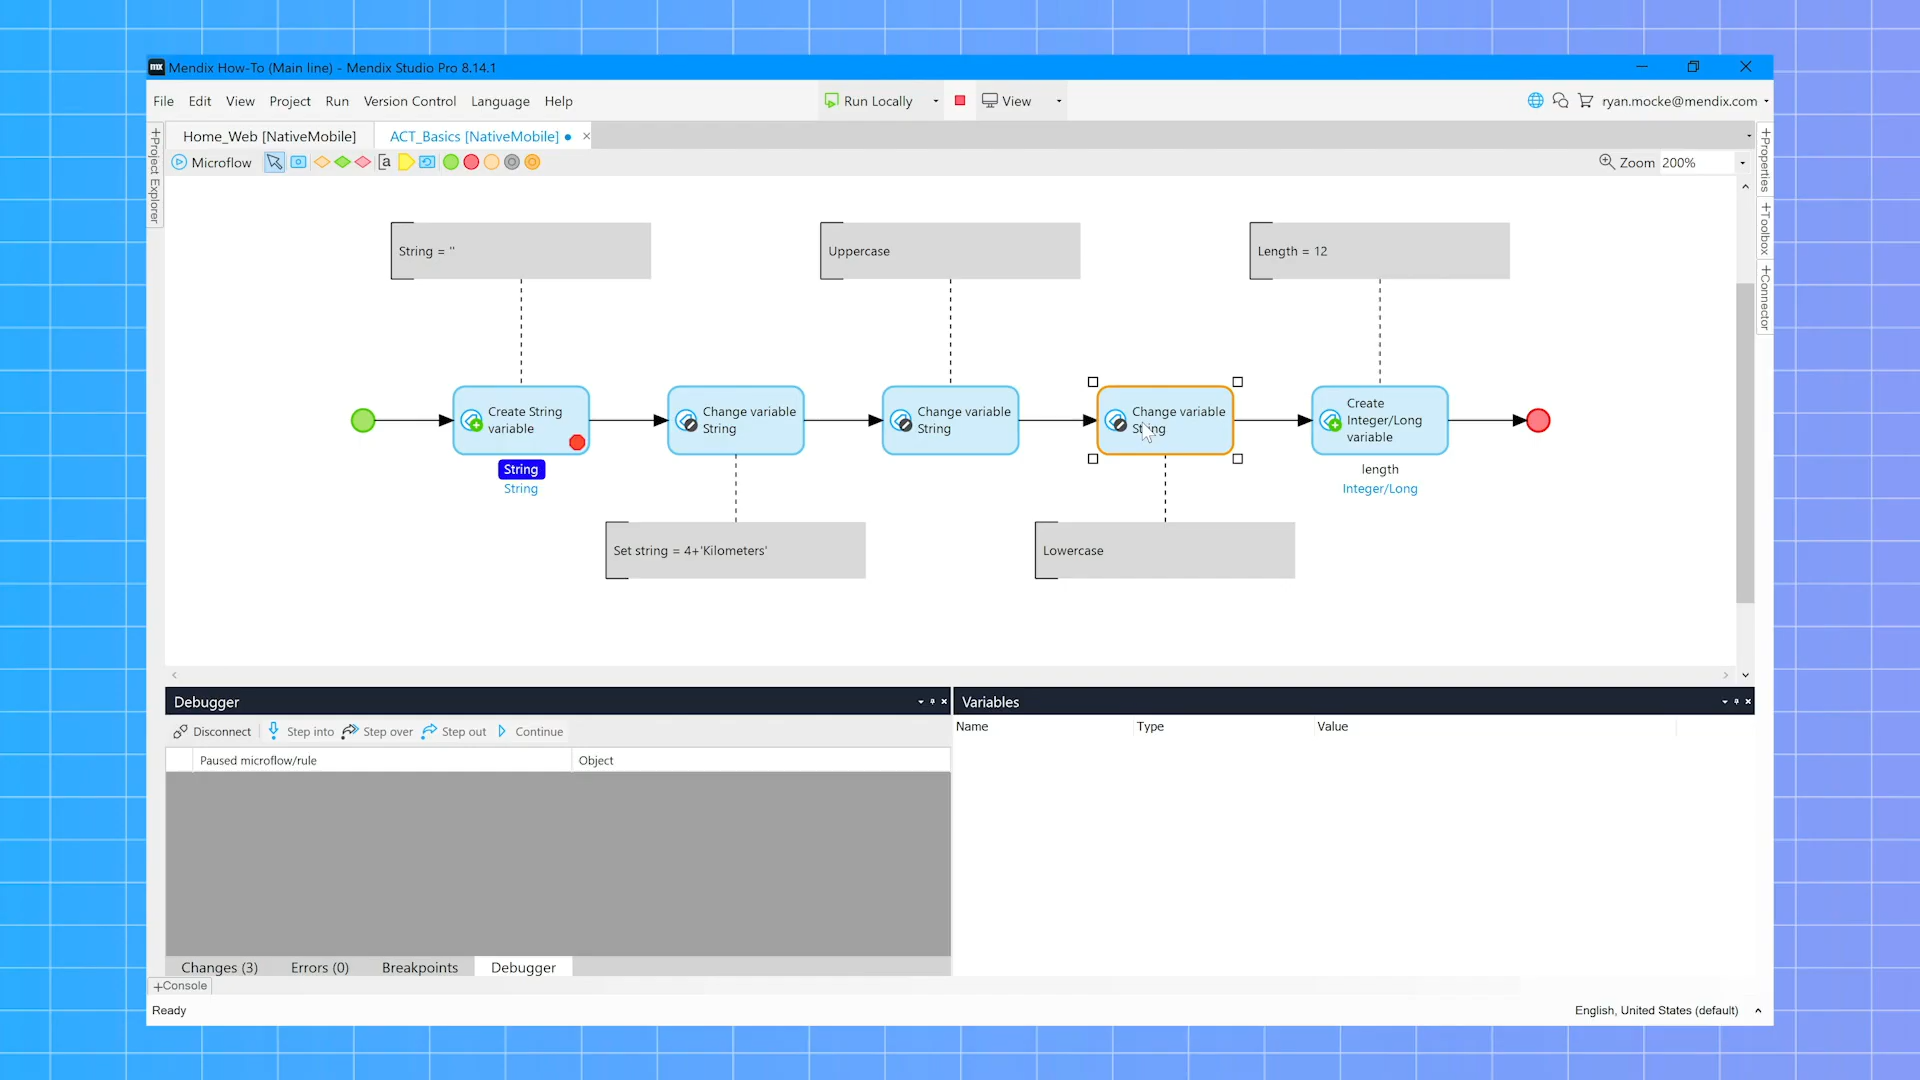 mx Mendix How-To (Main line) - Mendix Studio Pro 8.14.1
File Edit View Project Run Version Control Language Help Run Locally View ryan.mocke@mendix.com
Home_Web [NativeMobile] ACT_Basics [NativeMobile]
Microflow Zoom 200%
+Project Explorer
+Properties
+Toolbox
+Connector
String = ''
Uppercase
Length = 12
Create String
variable
String
String
Change variable
String
Change variable
String
Change variable
String
Create
Integer/Long
variable
length
Integer/Long
Set string = 4+'Kilometers'
Lowercase
Debugger
Disconnect Step into Step over Step out Continue
Paused microflow/rule Object
Variables
Name Type Value
Changes (3) Errors (0) Breakpoints Debugger
+Console
Ready English, United States (default)